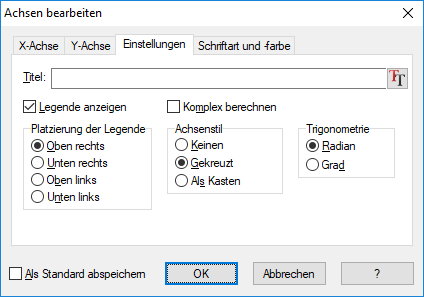 Achsen bearbeiten
X-Achse Y-Achse Einstellungen Schriftart und -farbe
Titel: TT
Legende anzeigen Komplex berechnen
Platzierung der Legende Achsenstil Trigonometrie
Oben rechts Keinen Radian
Unten rechts Gekreuzt Grad
Oben links Als Kasten
Unten links
Als Standard abspeichern OK Abbrechen ?